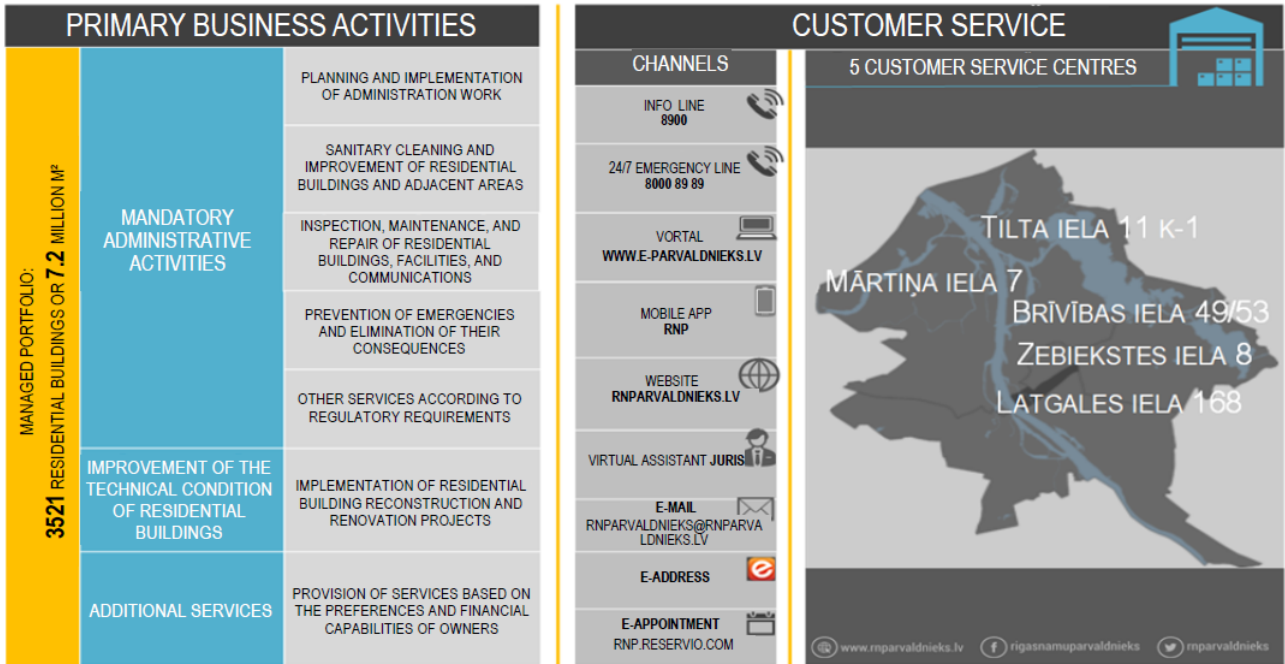 PRIMARY BUSINESS ACTIVITIES
MANAGED PORTFOLIO:
3521 RESIDENTIAL BUILDINGS OR 7.2 MILLION M²
MANDATORY
ADMINISTRATIVE
ACTIVITIES
PLANNING AND IMPLEMENTATION
OF ADMINISTRATION WORK
SANITARY CLEANING AND
IMPROVEMENT OF RESIDENTIAL
BUILDINGS AND ADJACENT AREAS
INSPECTION, MAINTENANCE, AND
REPAIR OF RESIDENTIAL
BUILDINGS, FACILITIES, AND
COMMUNICATIONS
PREVENTION OF EMERGENCIES
AND ELIMINATION OF THEIR
CONSEQUENCES
OTHER SERVICES ACCORDING TO
REGULATORY REQUIREMENTS
IMPROVEMENT OF THE
TECHNICAL CONDITION
OF RESIDENTIAL
BUILDINGS
IMPLEMENTATION OF RESIDENTIAL
BUILDING RECONSTRUCTION AND
RENOVATION PROJECTS
ADDITIONAL SERVICES
PROVISION OF SERVICES BASED ON
THE PREFERENCES AND FINANCIAL
CAPABILITIES OF OWNERS
CUSTOMER SERVICE
CHANNELS
INFO LINE
8900
24/7 EMERGENCY LINE
8000 89 89
VORTAL
WWW.E-PARVALDNIEKS.LV
MOBILE APP
RNP
WEBSITE
RNPARVALDNIEKS.LV
VIRTUAL ASSISTANT JURIS
E-MAIL
RNPARVALDNIEKS@RNPARVA
LDNIEKS.LV
E-ADDRESS
E-APPOINTMENT
RNP.RESERVIO.COM
5 CUSTOMER SERVICE CENTRES
TILTA IELA 11 K-1
MĀRTIŅA IELA 7
BRĪVĪBAS IELA 49/53
ZEBIEKSTES IELA 8
LATGALES IELA 168
www.rnparvaldnieks.lv
rigasnamuparvaldnieks
rnparvaldnieks